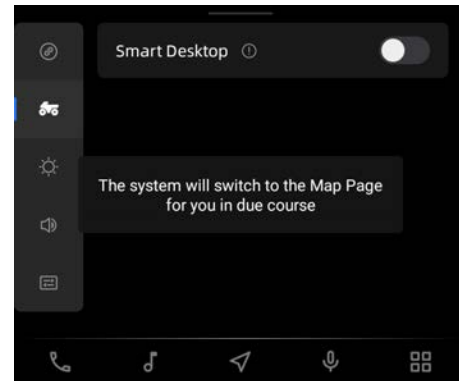 Smart Desktop
The system will switch to the Map Page
for you in due course